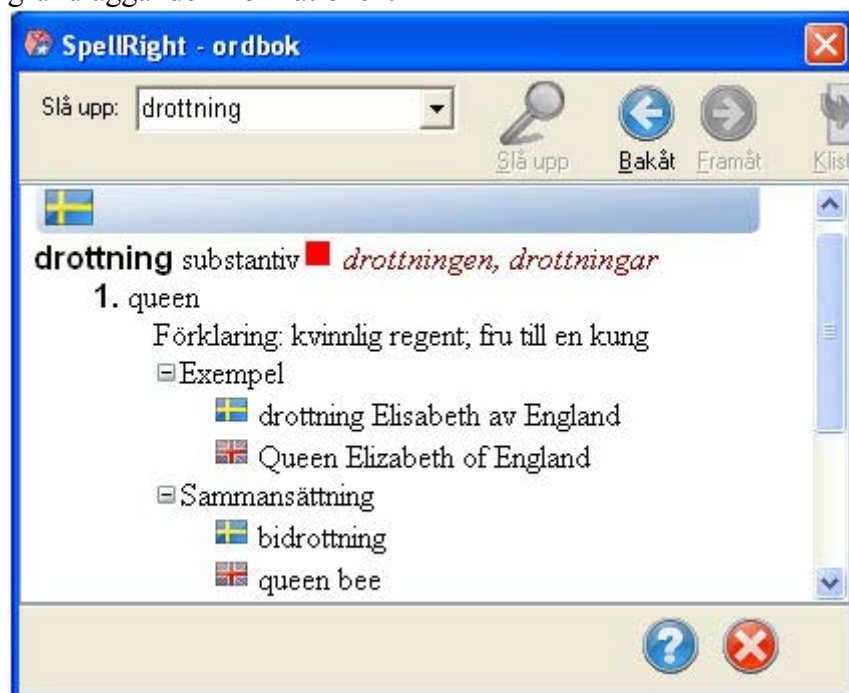 SpellRight - ordbok
Slå upp: drottning
Slå upp Bakåt Framåt
drottning substantiv drottningen, drottningar
1. queen
Förklaring: kvinnlig regent; fru till en kung
Exempel
drottning Elisabeth av England
Queen Elizabeth of England
Sammansättning
bidrottning
queen bee